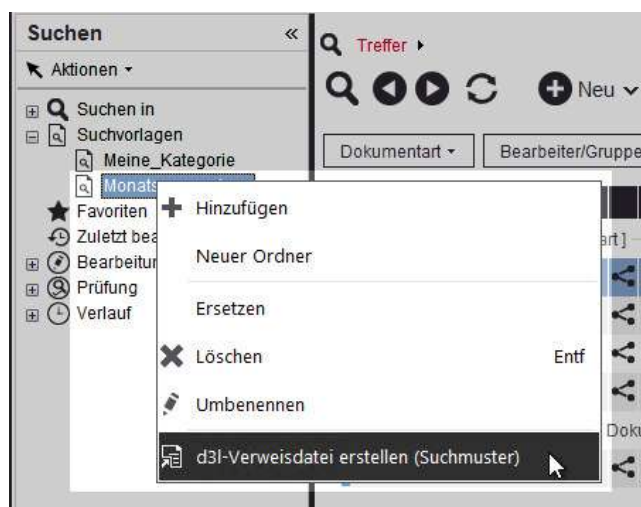 Suchen «
Aktionen
Suchen in
Suchvorlagen
Meine_Kategorie
Favoriten
Zuletzt bea
Bearbeitun
Prüfung
Verlauf
Treffer
Neu
Dokumentart
Bearbeiter/Gruppe
art]
Doku
Hinzufügen
Neuer Ordner
Ersetzen
Löschen Entf
Umbenennen
d3l-Verweisdatei erstellen (Suchmuster)